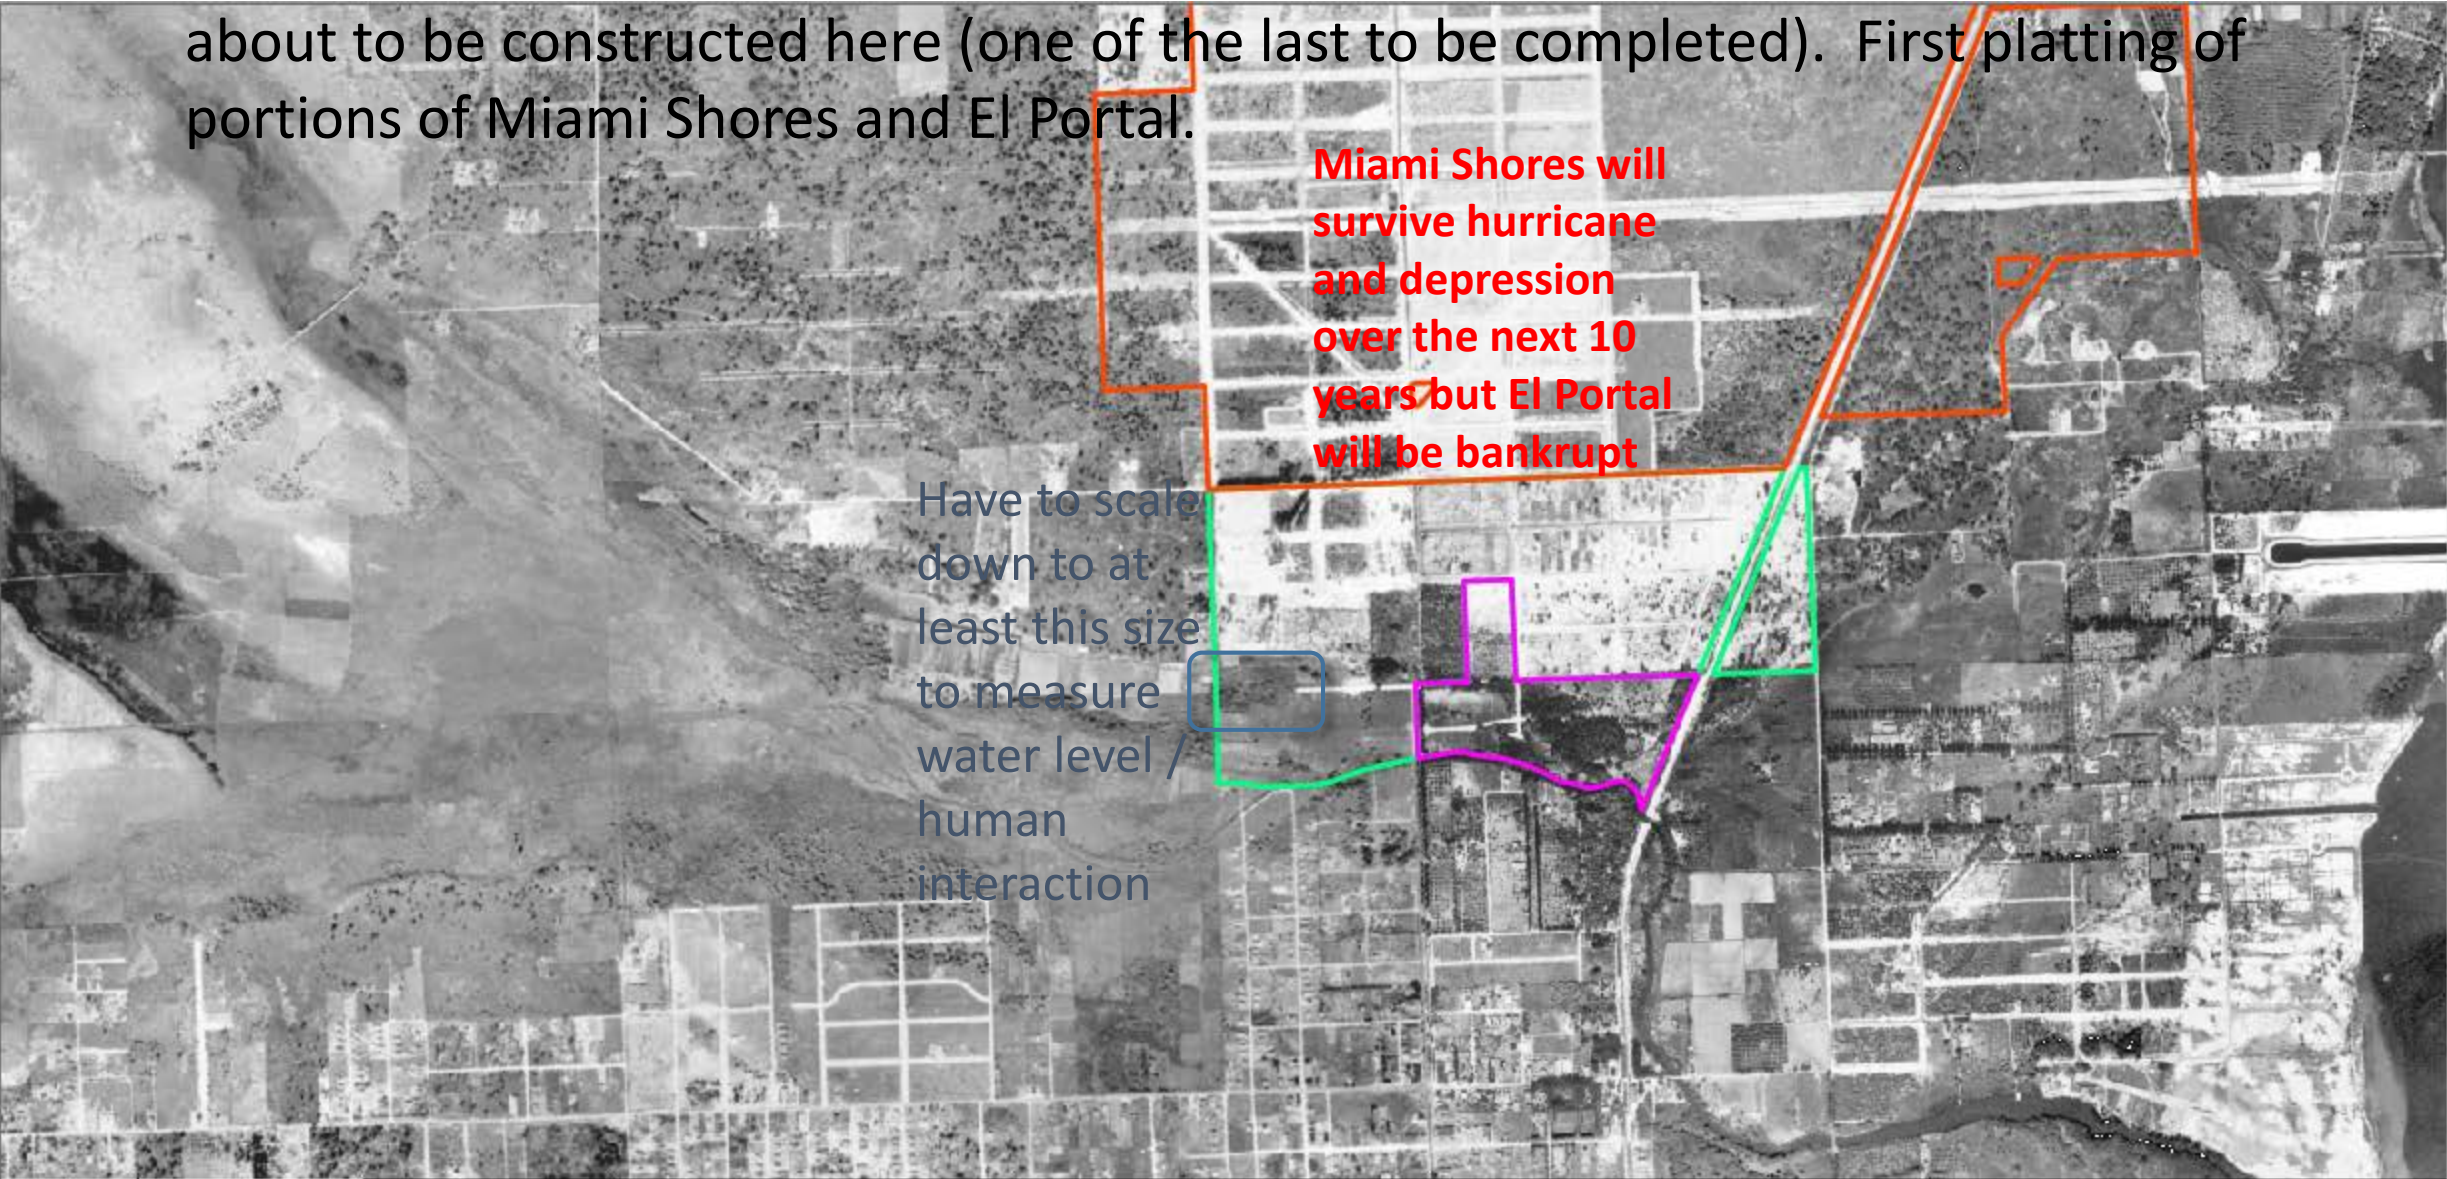 about to be constructed here (one of the last to be completed).  First platting of
portions of Miami Shores and El Portal.
Miami Shores will
survive hurricane
and depression
over the next 10
years but El Portal
will be bankrupt
Have to scale
down to at
least this size
to measure
water level /
human
interaction